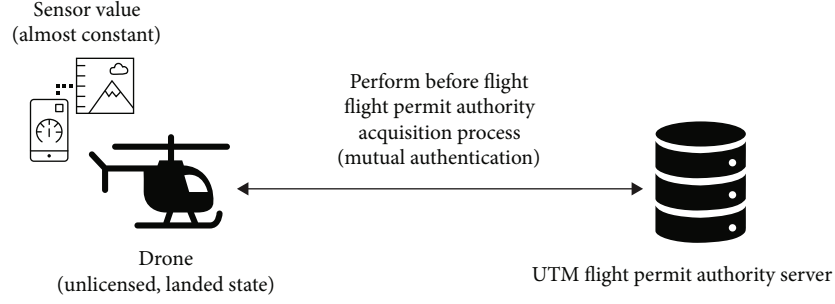 Sensor value
(almost constant)
Perform before flight
flight permit authority
acquisition process
(mutual authentication)
Drone
(unlicensed, landed state)
UTM flight permit authority server